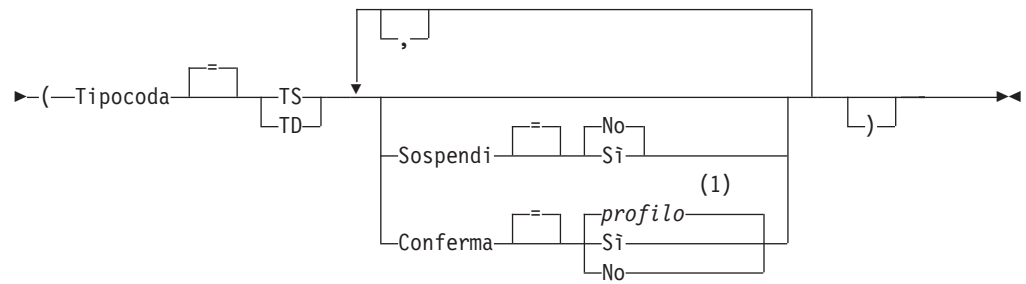 ,
( Tipocoda = TS
TD )
Sospendi = No
Sì
(1)
Conferma = profilo
Sì
No